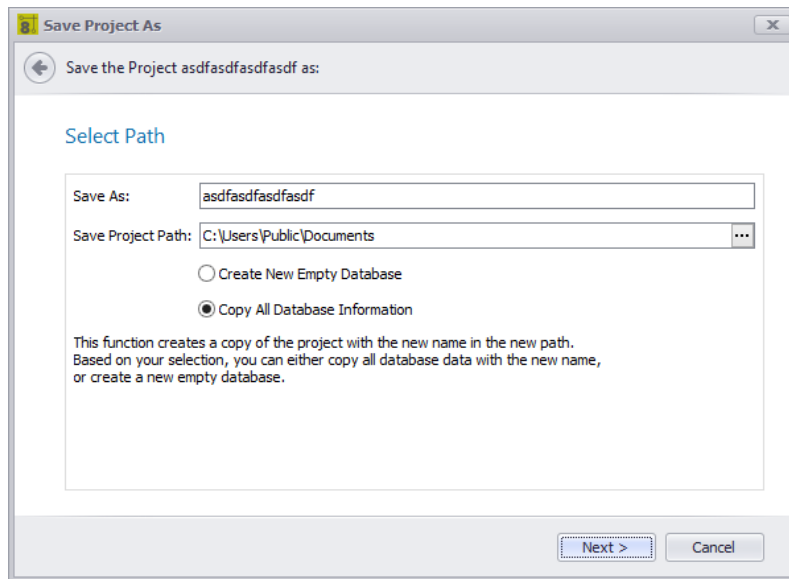 8 Save Project As
Save the Project asdfasdfasdfasdf as:
Select Path
Save As: asdfasdfasdfasdf
Save Project Path: C:\Users\Public\Documents ...
Create New Empty Database
Copy All Database Information
This function creates a copy of the project with the new name in the new path.
Based on your selection, you can either copy all database data with the new name,
or create a new empty database.
Next > Cancel